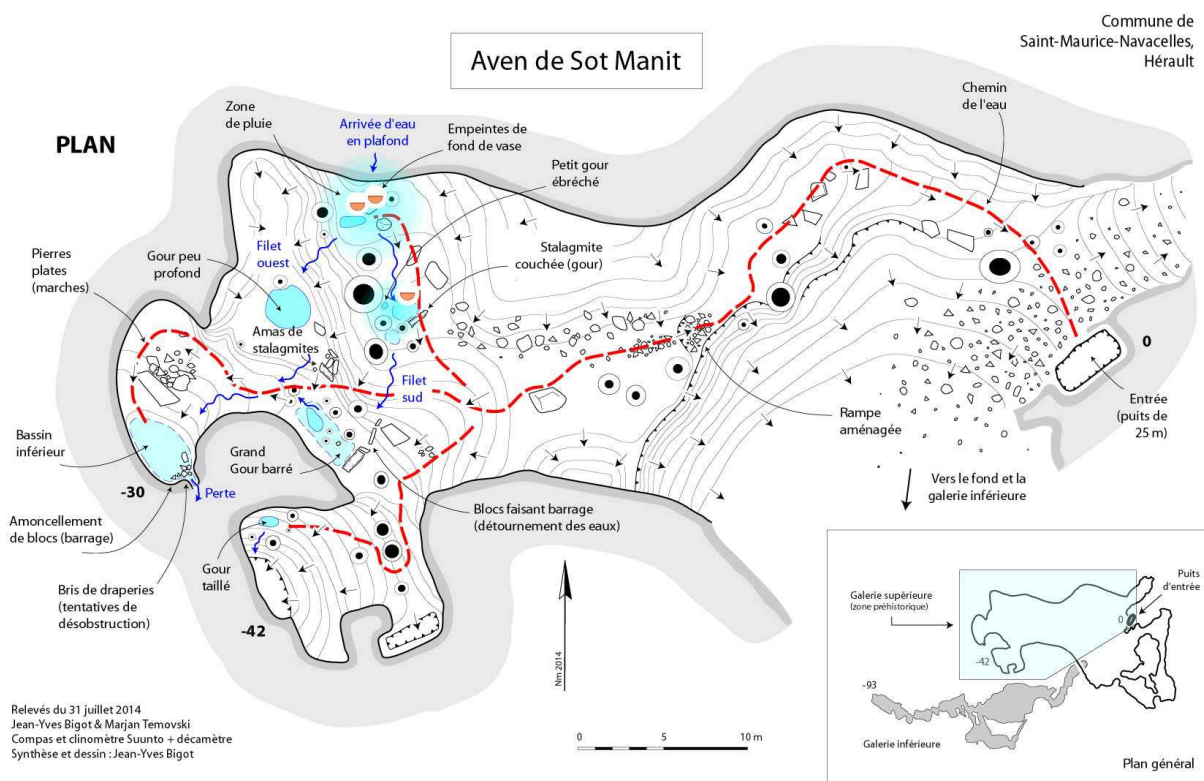 Aven de Sot Manit
Commune de
Saint-Maurice-Navacelles,
Hérault
PLAN
Zone
de pluie
Arrivée d'eau
en plafond
Empeintes de
fond de vase
Petit gour
ébréché
Chemin
de l'eau
Stalagmite
couchée (gour)
Filet
ouest
Gour peu
profond
Pierres
plates
(marches)
Amas de
stalagmites
Filet
sud
0
Entrée
(puits de
25 m)
Rampe
aménagée
Bassin
inférieur
Grand
Gour barré
-30
Perte
Blocs faisant barrage
(détournement des eaux)
Vers le fond et la
galerie inférieure
Amoncellement
de blocs (barrage)
Gour
taillé
Bris de draperies
(tentatives de
désobstruction)
-42
Nm 2014
Relevés du 31 juillet 2014
Jean-Yves Bigot & Marjan Temovski
Compas et clinomètre Suunto + décamètre
Synthèse et dessin : Jean-Yves Bigot
0 5 10 m
Puits
d'entrée
Galerie supérieure
(zone préhistorique)
0
-42
-93
Galerie inférieure
Plan général